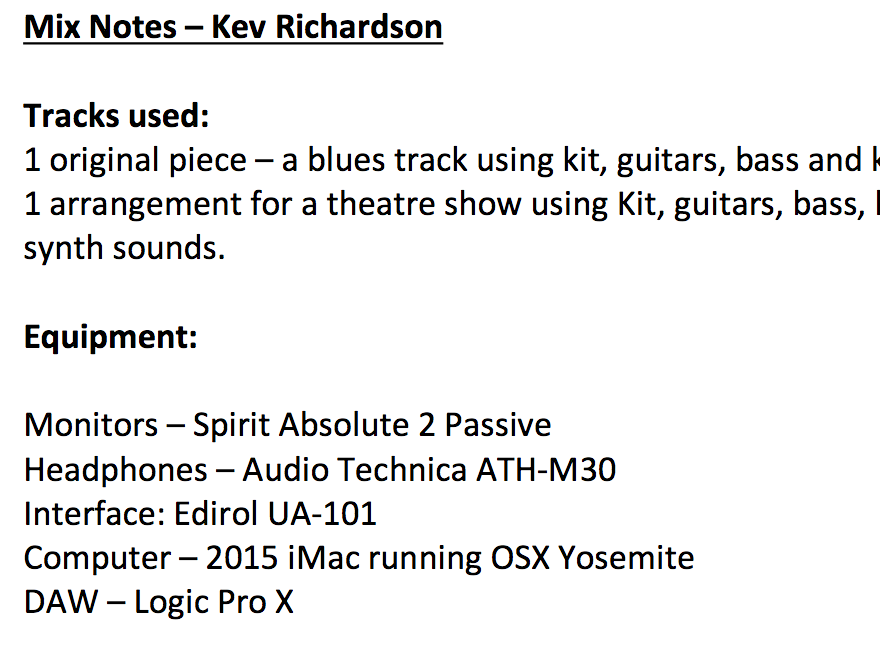 Mix Notes – Kev Richardson
Tracks used:
1 original piece – a blues track using kit, guitars, bass and
1 arrangement for a theatre show using Kit, guitars, bass,
synth sounds.
Equipment:
Monitors – Spirit Absolute 2 Passive
Headphones – Audio Technica ATH-M30
Interface: Edirol UA-101
Computer – 2015 iMac running OSX Yosemite
DAW – Logic Pro X